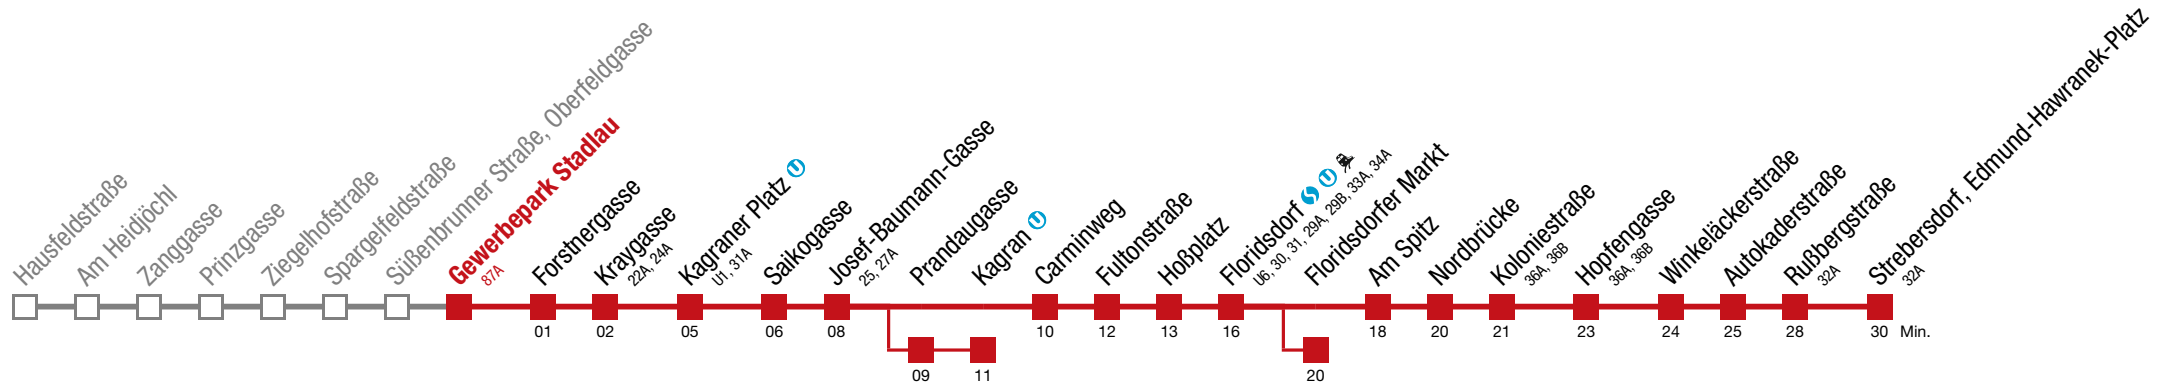 Hausfeldstraße
Am Heidjöchl
Zanggasse
Prinzgasse
Ziegelhofstraße
Spargelfeldstraße
Süßenbrunner Straße, Oberfeldgasse
Gewerbepark Stadlau
87A
Forstnergasse
Kraygasse
22A, 24A
Kagraner Platz U
U1, 31A
Saikogasse
Josef-Baumann-Gasse
25, 27A
Prandaugasse
Kagran U
Carminweg
Fultonstraße
Hoßplatz
Floridsdorf S U
U6, 30, 31, 29A, 29B, 33A, 34A
Floridsdorfer Markt
Am Spitz
Nordbrücke
Koloniestraße
36A, 36B
Hopfengasse
36A, 36B
Winkeläckerstraße
Autokaderstraße
Rußbergstraße
32A
Strebersdorf, Edmund-Hawranek-Platz
32A
01 02 05 06 08 10 12 13 16 18 20 21 23 24 25 28 30 Min.
09 11 20